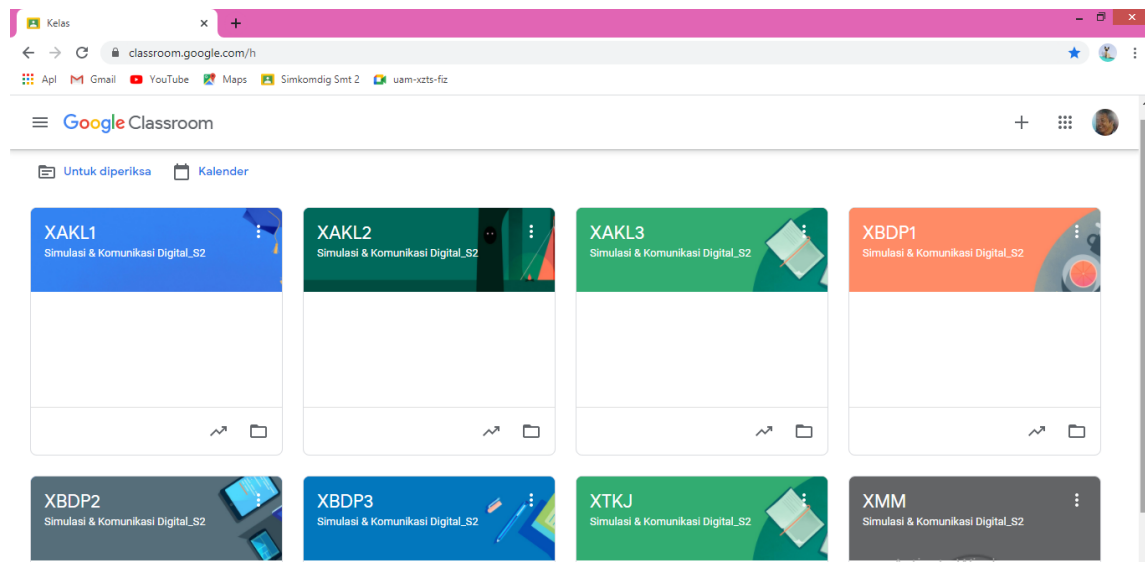 Kelas
classroom.google.com/h
Apl Gmail YouTube Maps Simkomdig Smt 2 uam-xzts-fiz
Google Classroom
Untuk diperiksa Kalender
XAKL1
Simulasi & Komunikasi Digital_S2
XAKL2
Simulasi & Komunikasi Digital_S2
XAKL3
Simulasi & Komunikasi Digital_S2
XBDP1
Simulasi & Komunikasi Digital_S2
XBDP2
Simulasi & Komunikasi Digital_S2
XBDP3
Simulasi & Komunikasi Digital_S2
XTKJ
Simulasi & Komunikasi Digital_S2
XMM
Simulasi & Komunikasi Digital_S2